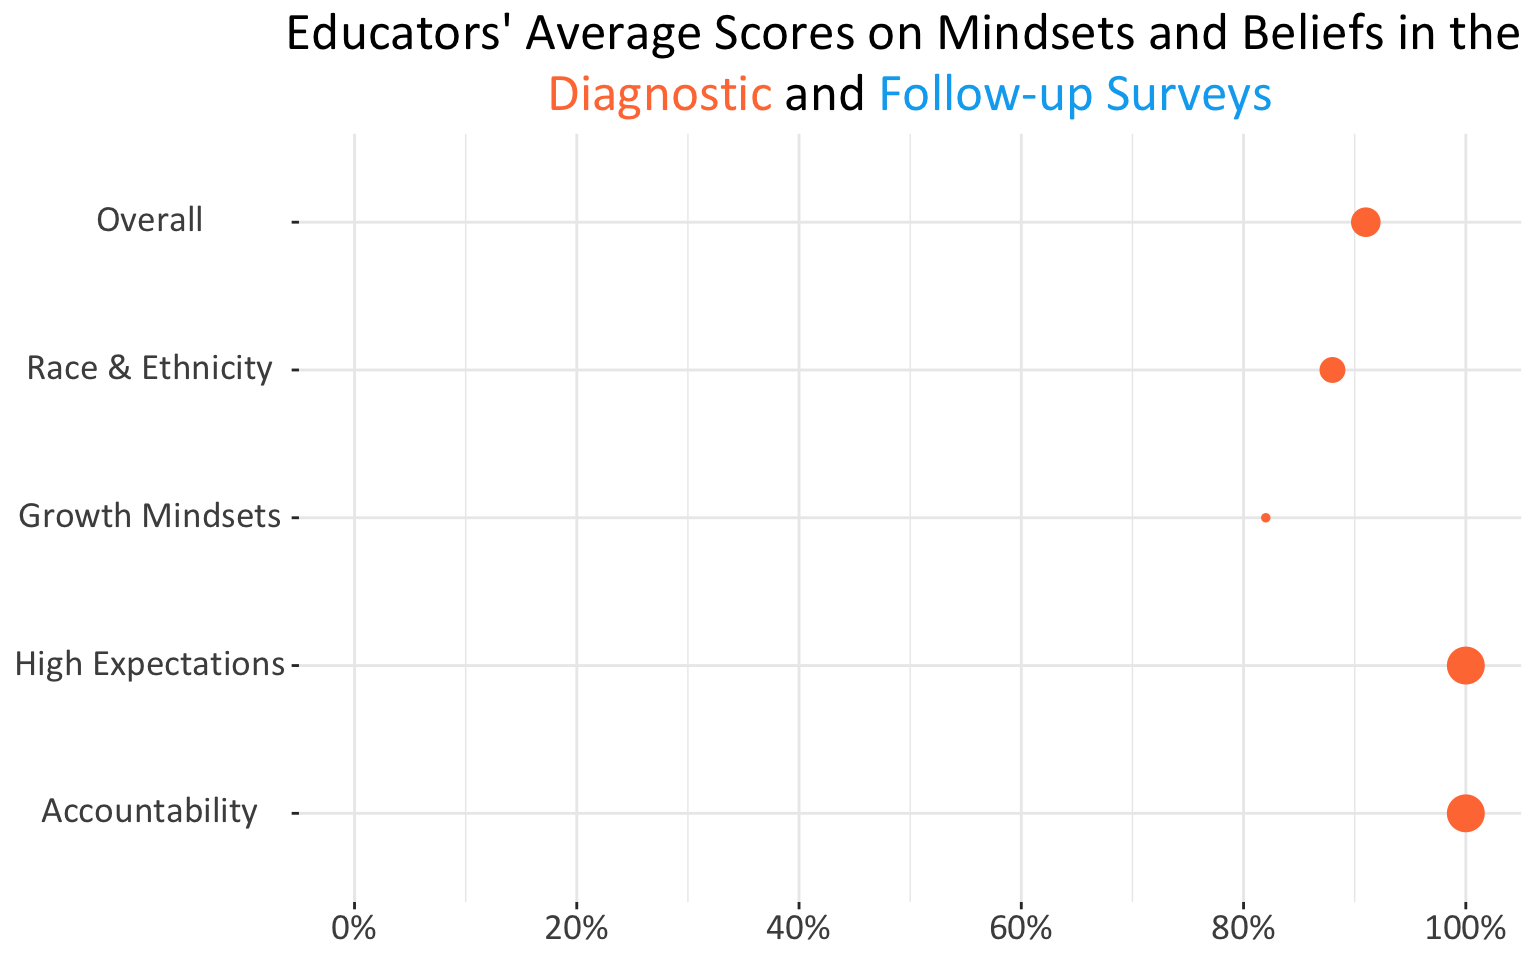 Educators' Average Scores on Mindsets and Beliefs in the
Diagnostic and Follow-up Surveys
Overall
Race & Ethnicity
Growth Mindsets
High Expectations
Accountability
0% 20% 40% 60% 80% 100%